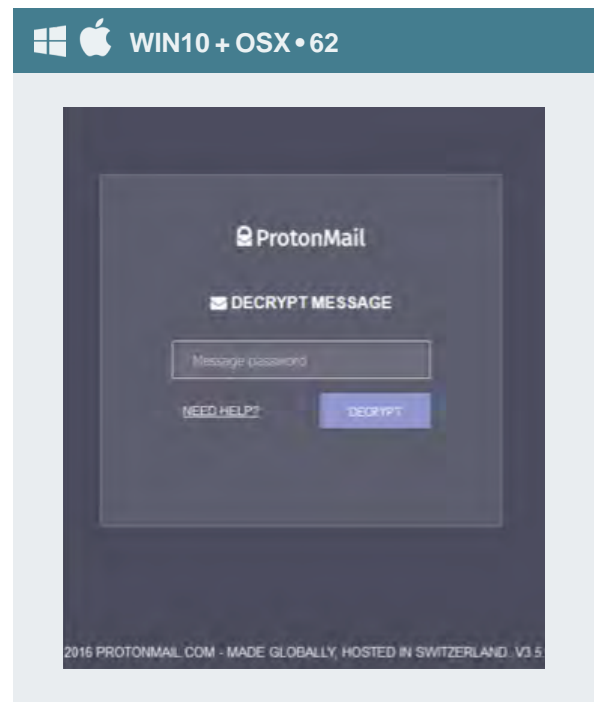 WIN10 + OSX • 62
ProtonMail
DECRYPT MESSAGE
Message password
NEED HELP?
DECRYPT
2016 PROTONMAIL.COM - MADE GLOBALLY, HOSTED IN SWITZERLAND. V3.5